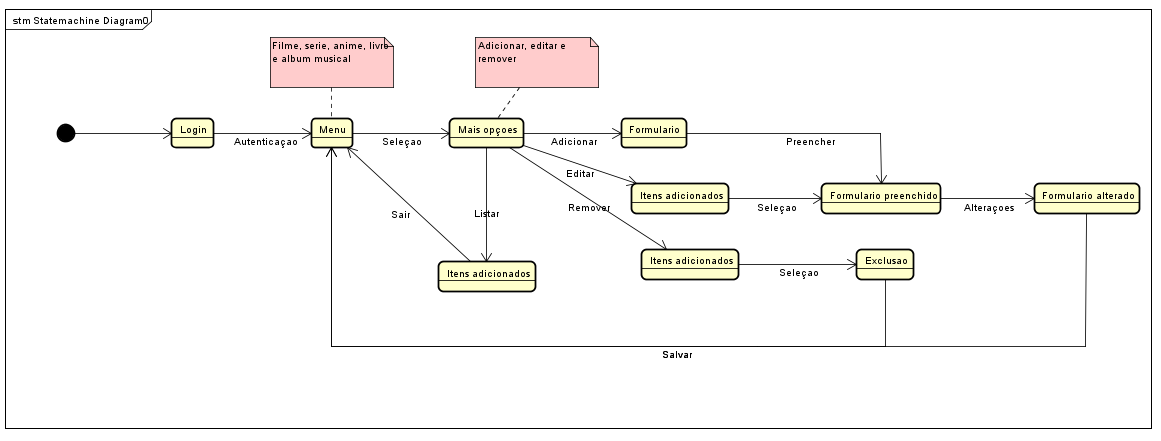 stm Statemachine Diagram0
Filme, serie, anime, livro
e album musical
Adicionar, editar e
remover
Login
Autenticaçao
Menu
Seleçao
Mais opçoes
Adicionar
Formulario
Preencher
Editar
Itens adicionados
Seleçao
Formulario preenchido
Alteraçoes
Formulario alterado
Sair
Listar
Remover
Itens adicionados
Itens adicionados
Seleçao
Exclusao
Salvar